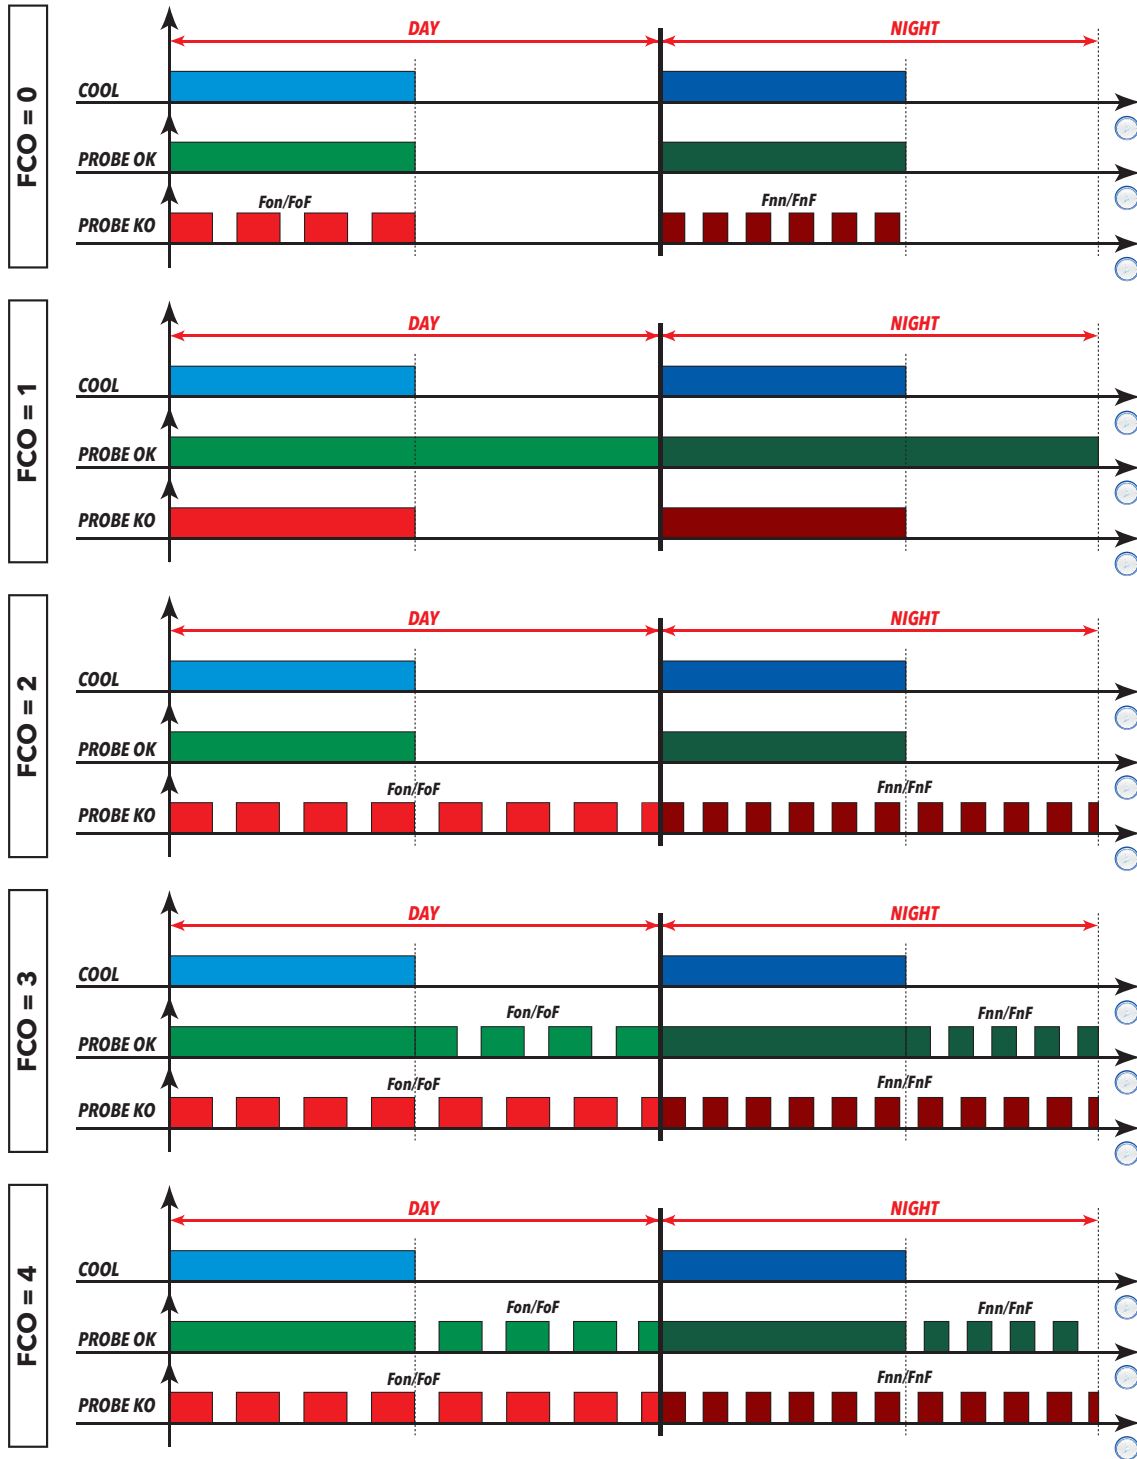 FCO = 0
DAY NIGHT
COOL
PROBE OK
Fon/FoF Fnn/FnF
PROBE KO
FCO = 1
DAY NIGHT
COOL
PROBE OK
PROBE KO
FCO = 2
DAY NIGHT
COOL
PROBE OK
Fon/FoF Fnn/FnF
PROBE KO
FCO = 3
DAY NIGHT
COOL
Fon/FoF Fnn/FnF
PROBE OK
Fon/FoF Fnn/FnF
PROBE KO
FCO = 4
DAY NIGHT
COOL
Fon/FoF Fnn/FnF
PROBE OK
Fon/FoF Fnn/FnF
PROBE KO